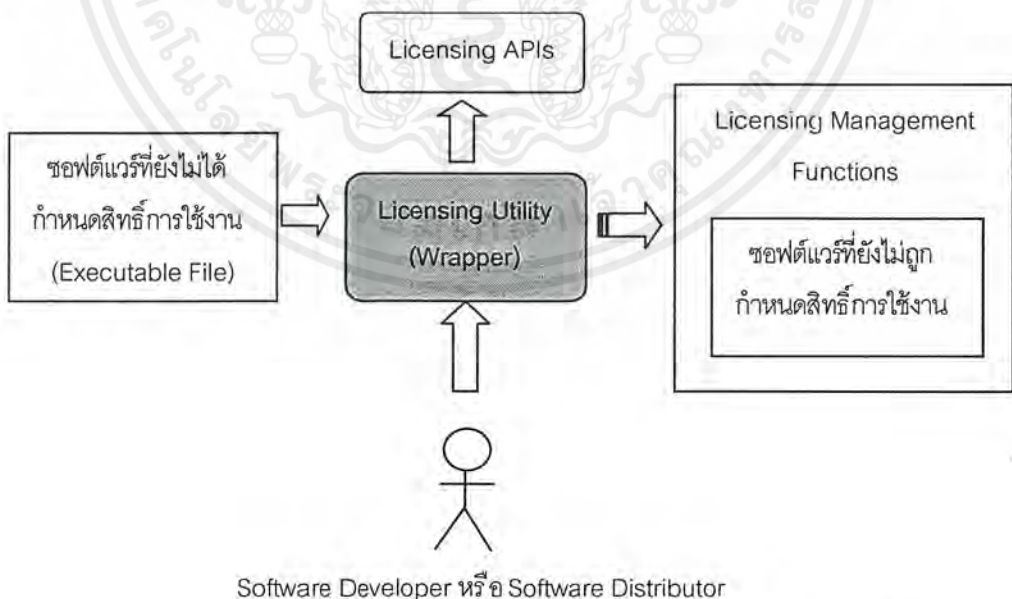 Licensing APIs
ซอฟต์แวร์ที่ยังไม่ได้
กำหนดสิทธิ์การใช้งาน
(Executable File)
Licensing Utility
(Wrapper)
Licensing Management
Functions
ซอฟต์แวร์ที่ยังไม่ถูก
กำหนดสิทธิ์การใช้งาน
Software Developer หรือ Software Distributor